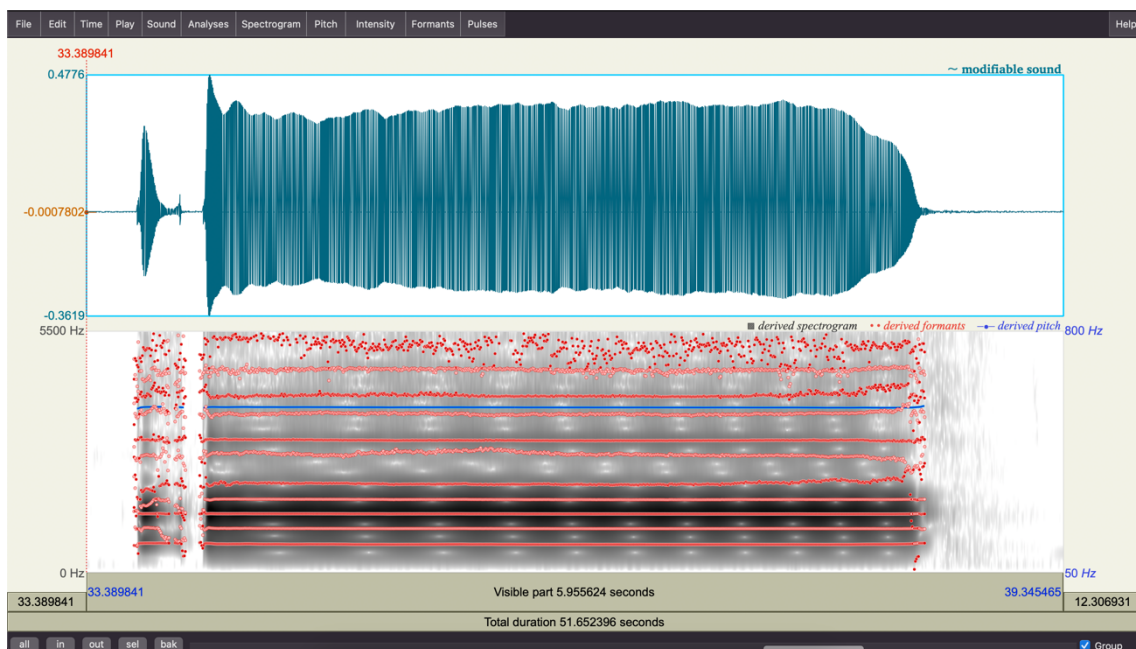 File Edit Time Play Sound Analyses Spectrogram Pitch Intensity Formants Pulses Help
33.389841
0.4776
~ modifiable sound
-0.0007802
-0.3619
5500 Hz
derived spectrogram derived formants derived pitch
800 Hz
0 Hz
50 Hz
33.389841 Visible part 5.955624 seconds 39.345465
33.389841
12.306931
Total duration 51.652396 seconds
all in out sel bak Group